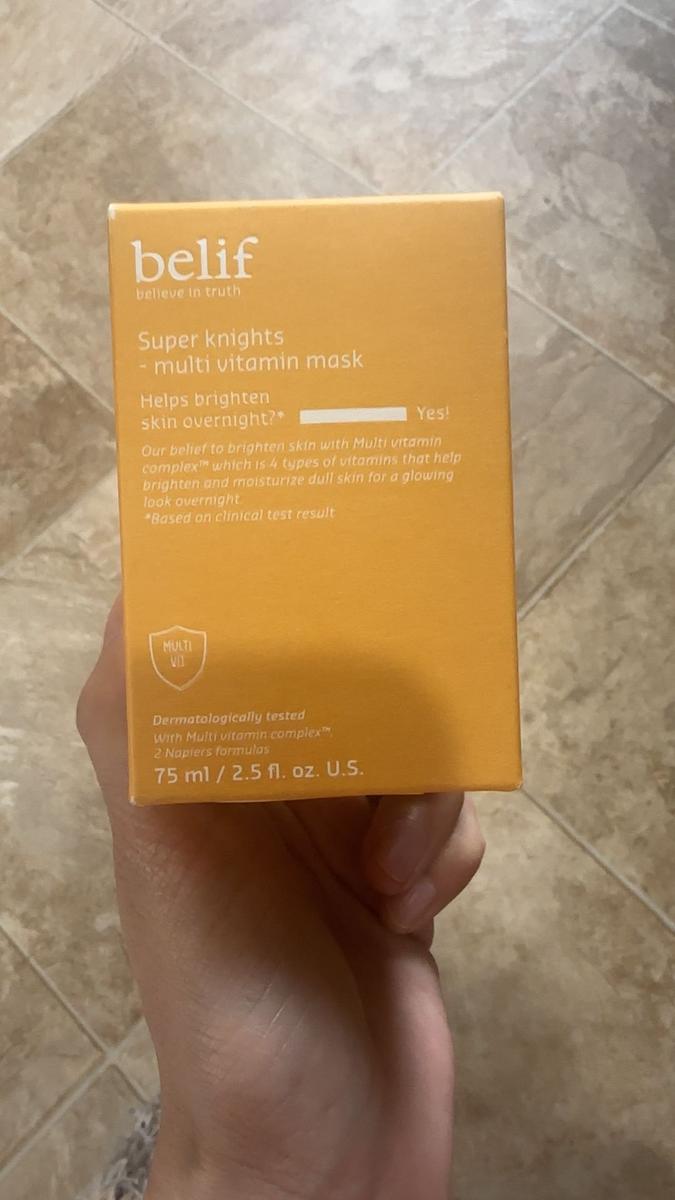 belif
believe in truth
Super knights
- multi vitamin mask
Helps brighten
skin overnight?* Yes!
Our belief to brighten skin with Multi vitamin
complex™ which is 4 types of vitamins that help
brighten and moisturize dull skin for a glowing
look overnight
*Based on clinical test result
MULTI
VIT
Dermatologically tested
With Multi vitamin complex™,
2 Napiers formulas
75 ml / 2.5 fl. oz. U.S.